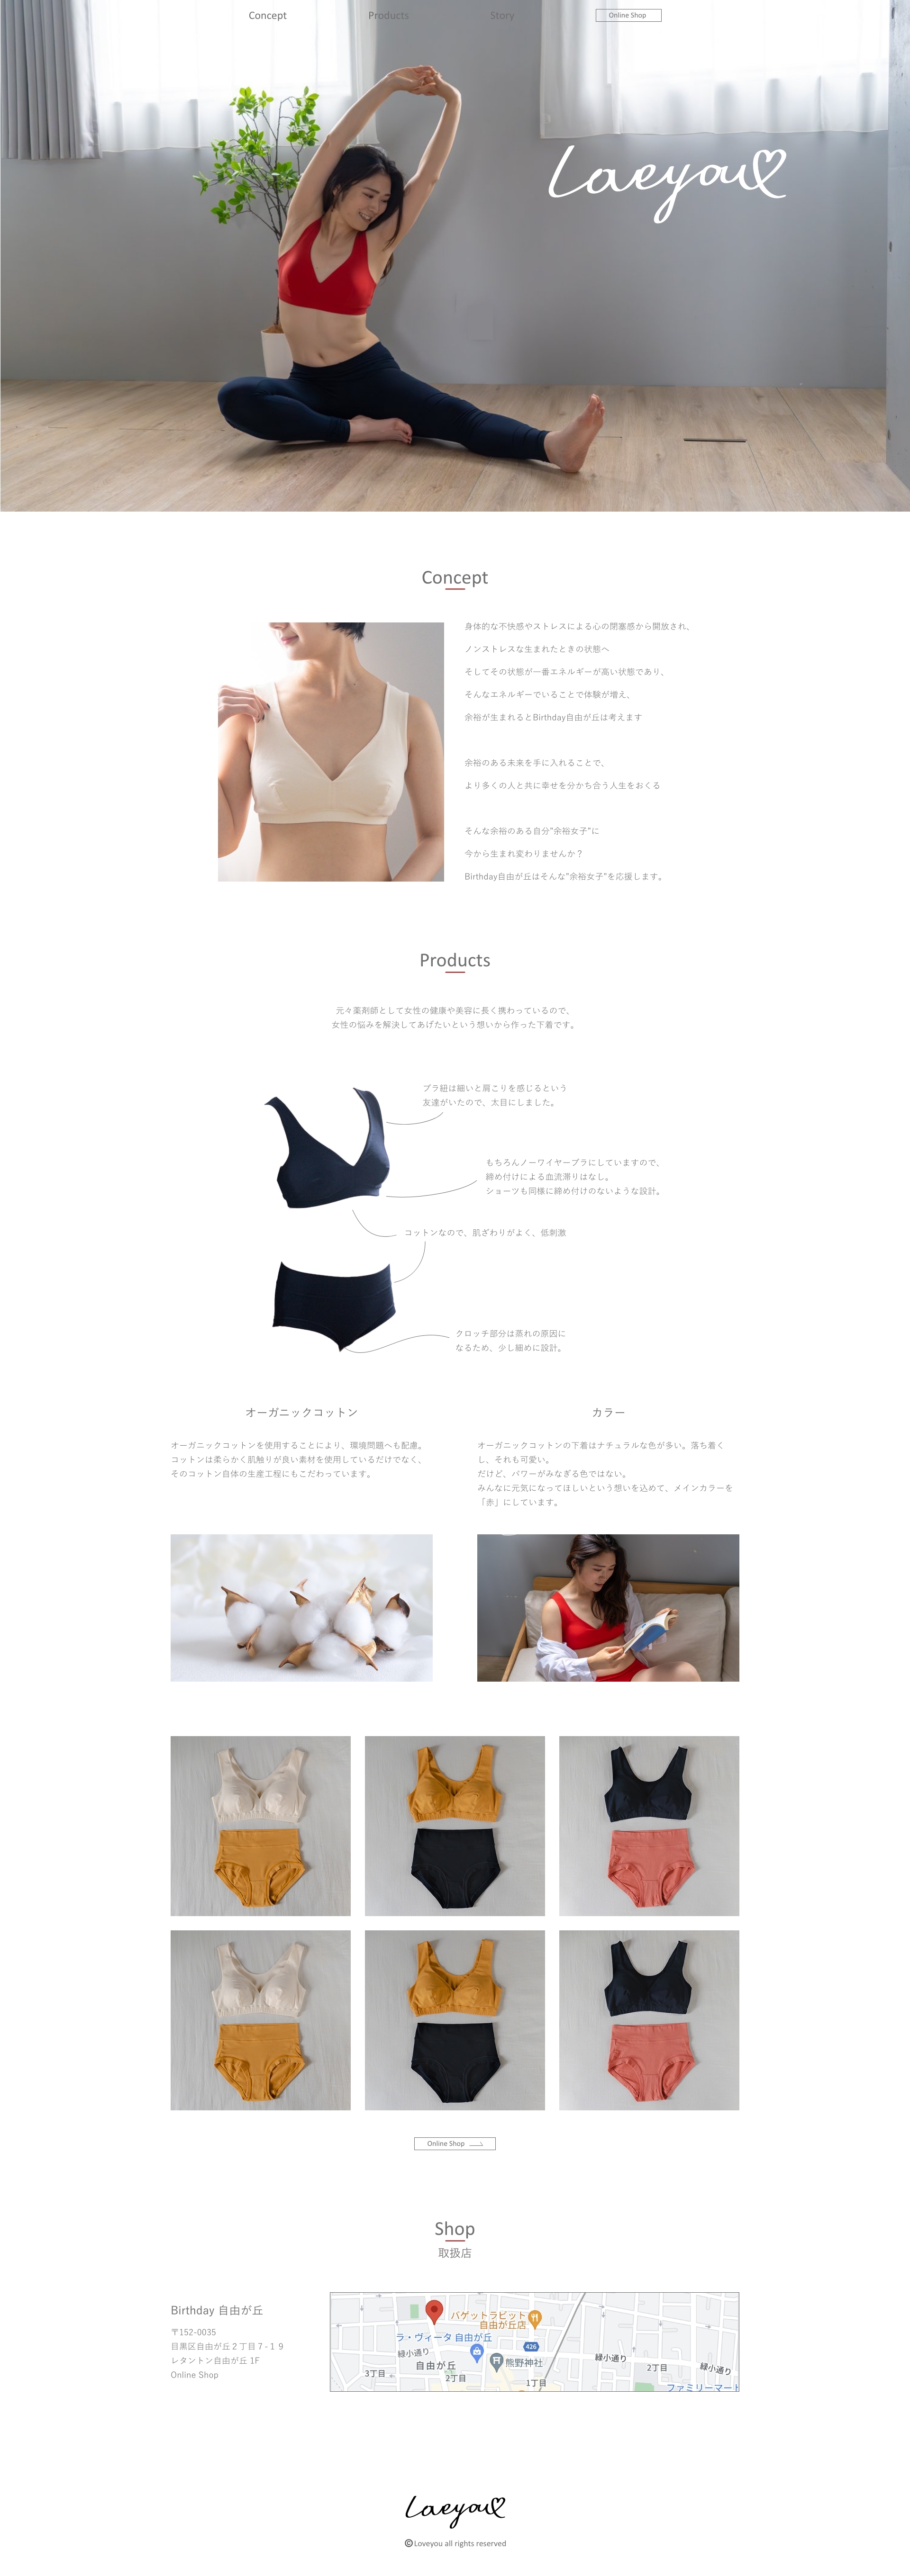 Concept
Products
Story
Online Shop
Loveyou
Concept
身体的な不快感やストレスによる心の閉塞感から開放され、
ノンストレスな生まれたときの状態へ
そしてその状態が一番エネルギーが高い状態であり、
そんなエネルギーでいることで体験が増え、
余裕が生まれるとBirthday自由が丘は考えます
余裕のある未来を手に入れることで、
より多くの人と共に幸せを分かち合う人生をおくる
そんな余裕のある自分"余裕女子"に
今から生まれ変わりませんか？
Birthday自由が丘はそんな"余裕女子"を応援します。
Products
元々薬剤師として女性の健康や美容に長く携わっているので、
女性の悩みを解決してあげたいという想いから作った下着です。
ブラ紐は細いと肩こりを感じるという
友達がいたので、太目にしました。
もちろんノーワイヤーブラにしていますので、
締め付けによる血流滞りはなし。
ショーツも同様に締め付けのないような設計。
コットンなので、肌ざわりがよく、低刺激
クロッチ部分は蒸れの原因に
なるため、少し細めに設計。
オーガニックコットン
オーガニックコットンを使用することにより、環境問題へも配慮。
コットンは柔らかく肌触りが良い素材を使用しているだけでなく、
そのコットン自体の生産工程にもこだわっています。
カラー
オーガニックコットンの下着はナチュラルな色が多い。落ち着く
し、それも可愛い。
だけど、パワーがみなぎる色ではない。
みんなに元気になってほしいという想いを込めて、メインカラーを
「赤」にしています。
Online Shop
Shop
取扱店
Birthday 自由が丘
〒152-0035
目黒区自由が丘２丁目７-１９
レタントン自由が丘 1F
Online Shop
バゲットラビット
自由が丘店
ラ・ヴィータ 自由が丘
426
緑小通り
自由が丘
熊野神社
緑小通り
2丁目
緑小通り
3丁目
2丁目
1丁目
ファミリーマート
Loveyou
©Loveyou all rights reserved